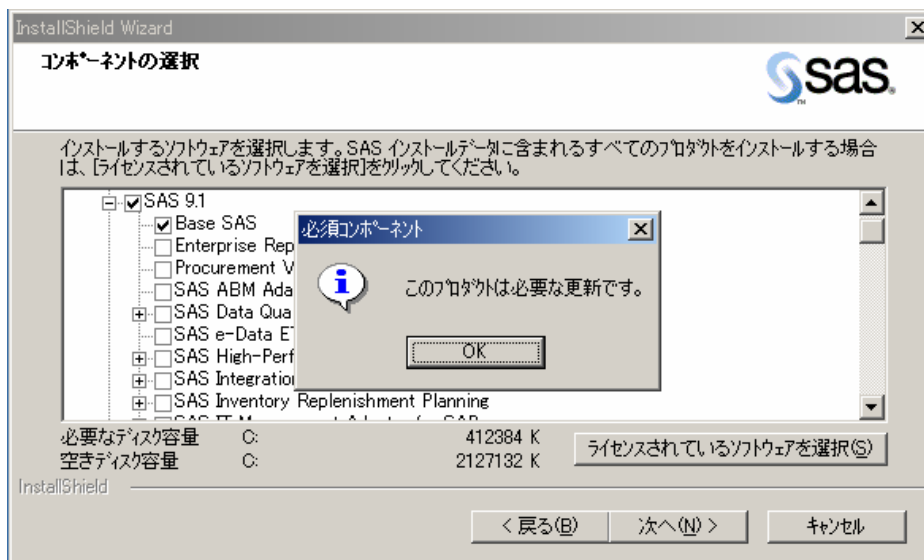 InstallShield Wizard
コンポーネントの選択
sas
インストールするソフトウェアを選択します。SAS インストールデータに含まれるすべてのプロダクトをインストールする場合
は、[ライセンスされているソフトウェアを選択]をクリックしてください。
SAS 9.1
Base SAS
Enterprise
Procurement
SAS ABM
SAS Data
SAS e-Data
SAS
SAS
SAS Inventory Replenishment Planning
必須コンポーネント
このプロダクトは必要な更新です。
OK
必要なディスク容量 C: 412384 K
空きディスク容量 C: 2127132 K
ライセンスされているソフトウェアを選択(S)
InstallShield
< 戻る(B)
次へ(N) >
キャンセル